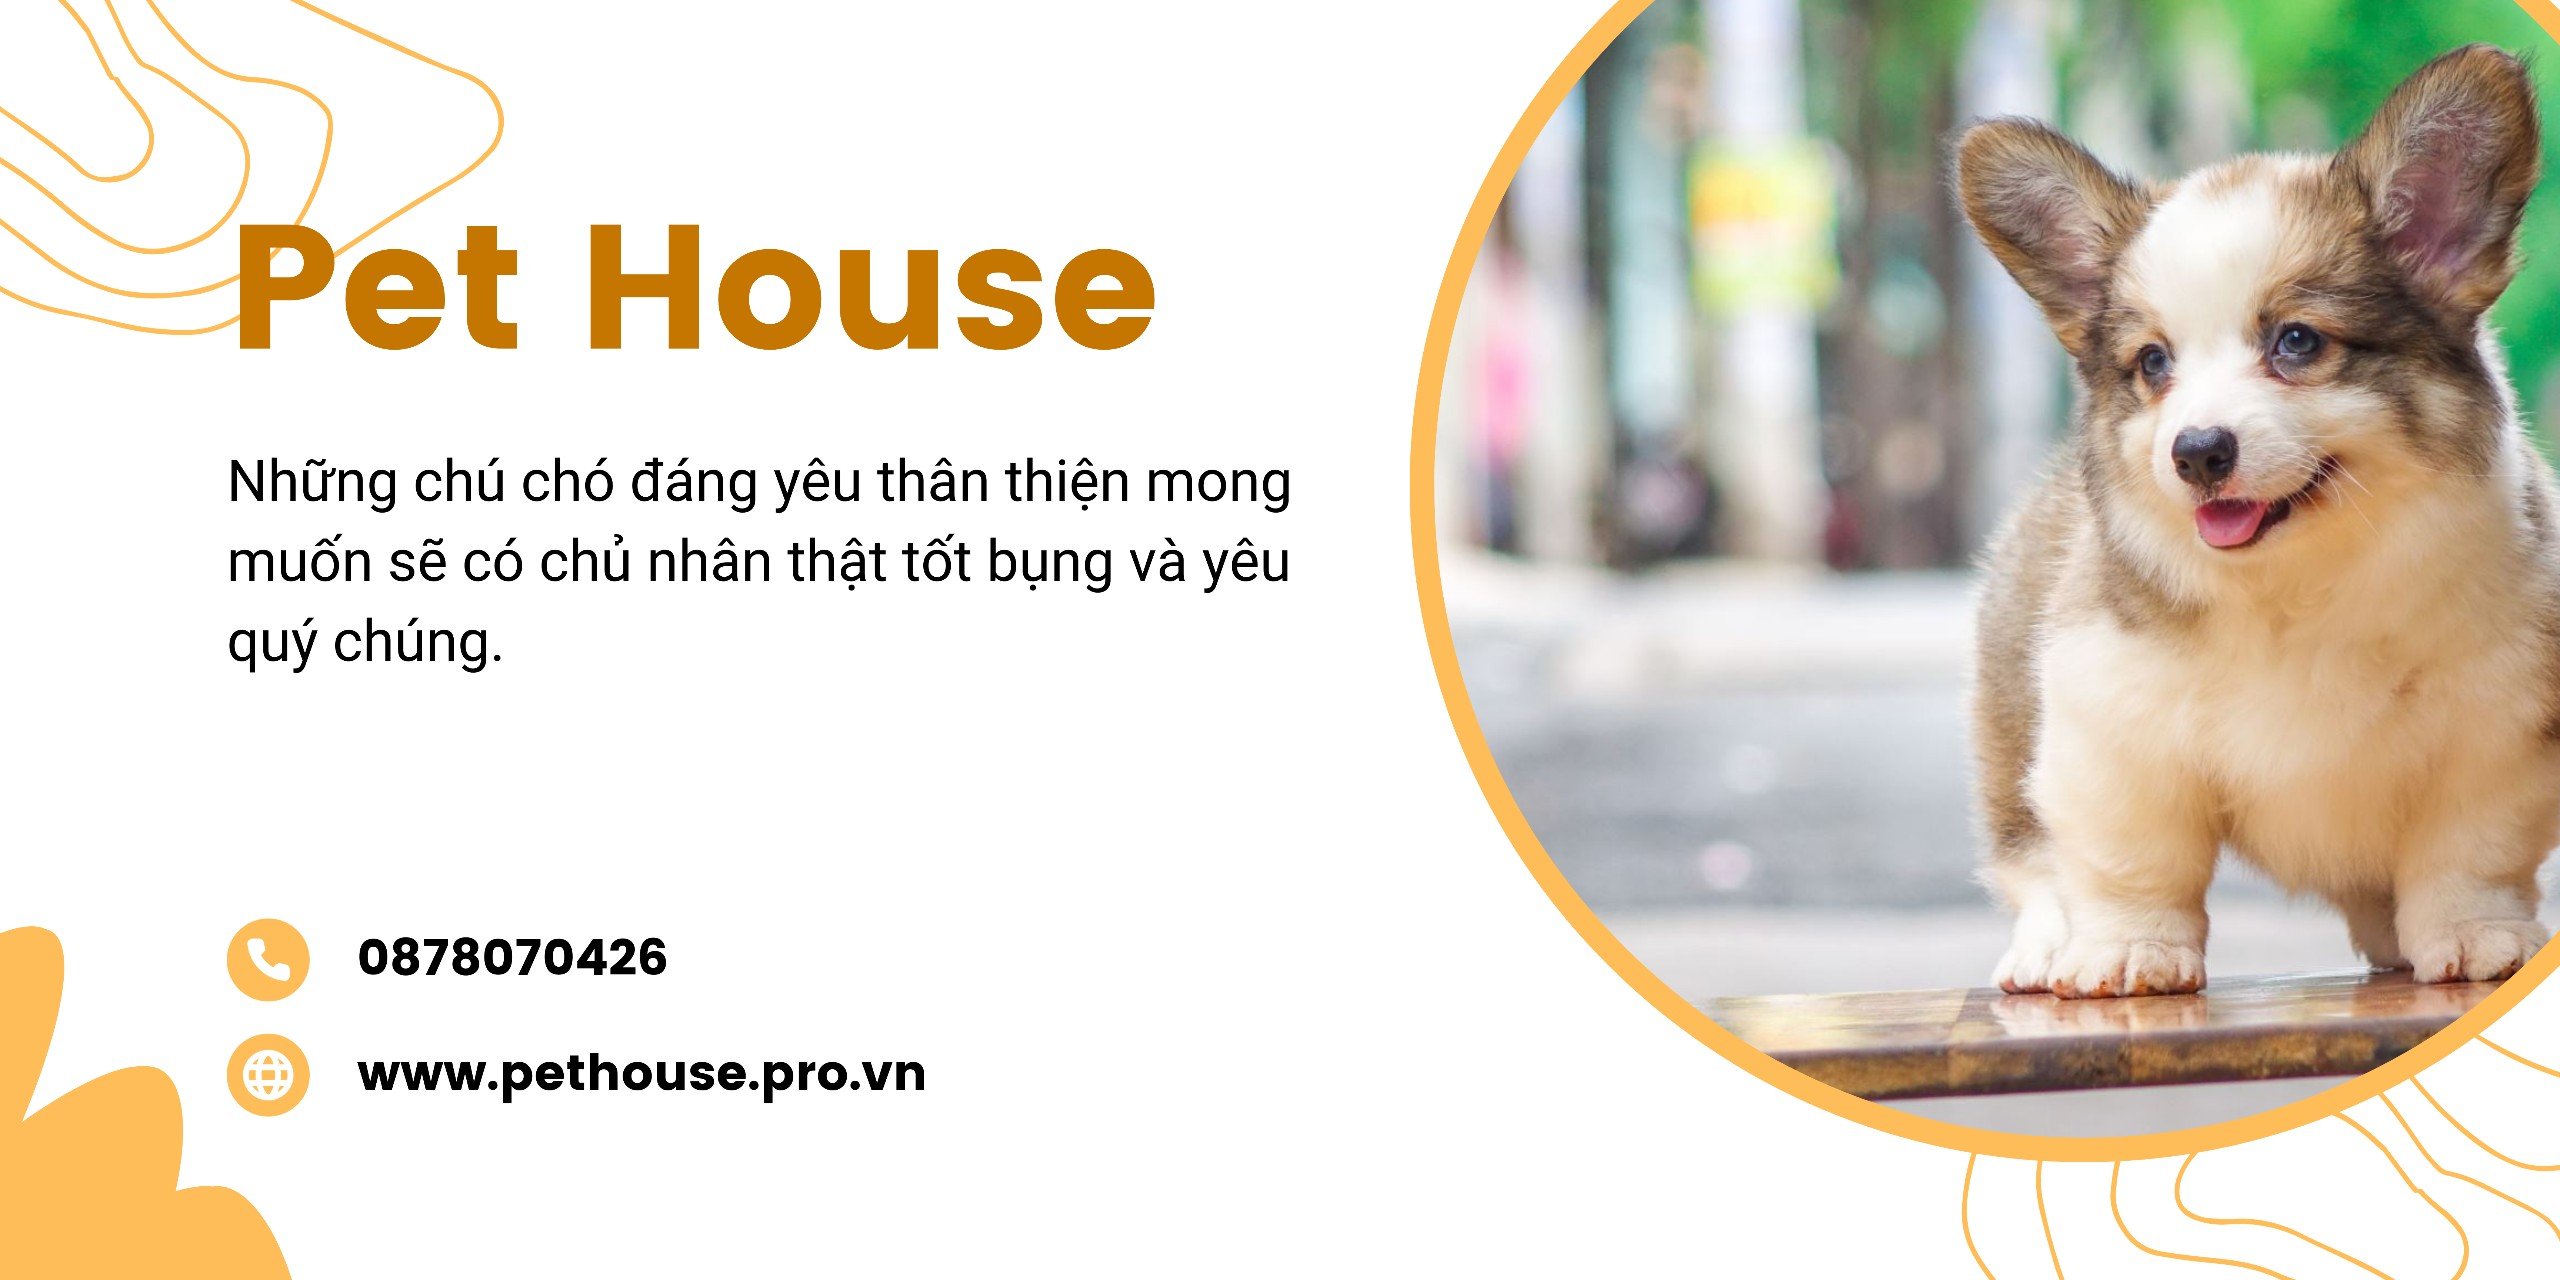 Pet House
Những chú chó đáng yêu thân thiện mong
muốn sẽ có chủ nhân thật tốt bụng và yêu
quý chúng.
0878070426
www.pethouse.pro.vn